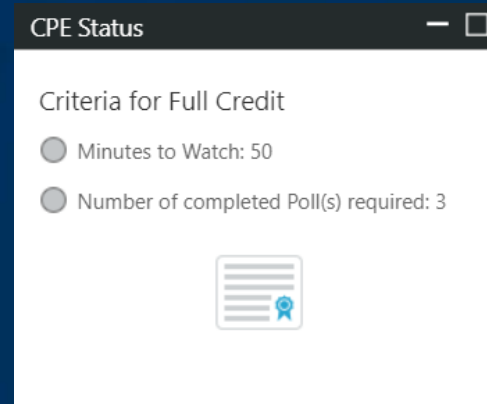 CPE Status
Criteria for Full Credit
Minutes to Watch: 50
Number of completed Poll(s) required: 3